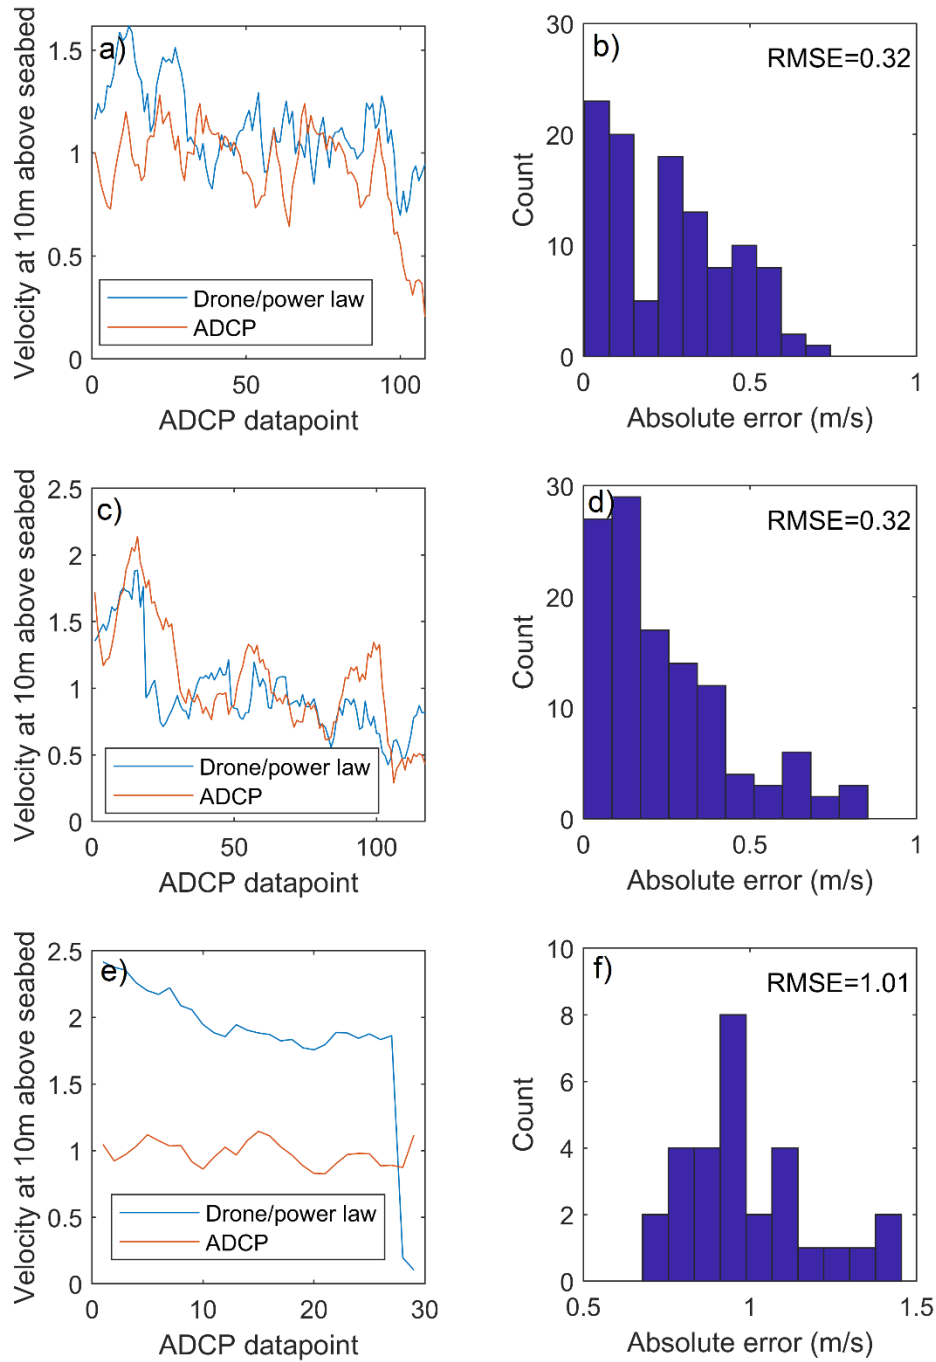 a)
Velocity at 10m above seabed
1.5
1
0.5
0
Drone/power law
ADCP
0 50 100
ADCP datapoint
b)
RMSE=0.32
Count
30
20
10
0
0 0.5 1
Absolute error (m/s)
c)
Velocity at 10m above seabed
2.5
2
1.5
1
0.5
0
Drone/power law
ADCP
0 50 100
ADCP datapoint
d)
RMSE=0.32
Count
30
20
10
0
0 0.5 1
Absolute error (m/s)
e)
Velocity at 10m above seabed
2.5
2
1.5
1
0.5
0
Drone/power law
ADCP
0 10 20 30
ADCP datapoint
f)
RMSE=1.01
Count
10
8
6
4
2
0
0.5 1 1.5
Absolute error (m/s)